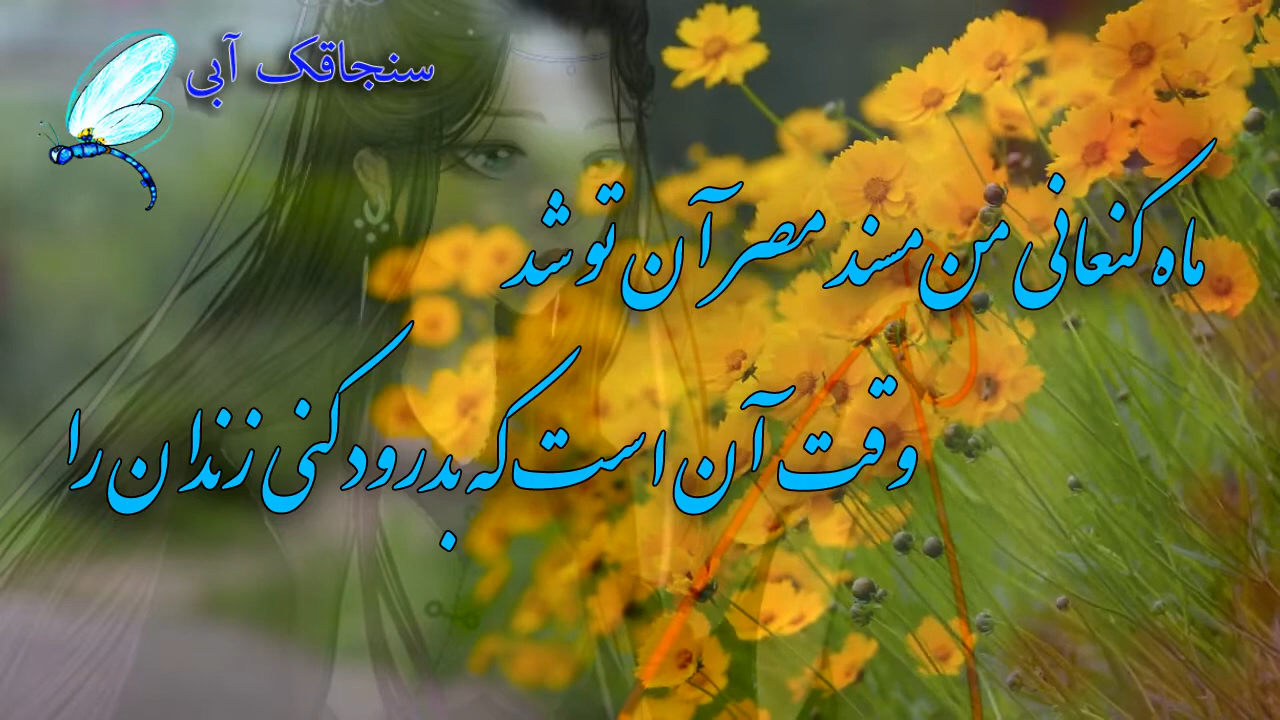 سنجاقک آبی
ماه کنعانی من مسند مصر آن تو شد
وقت آن است که بدرود کنی زندان را